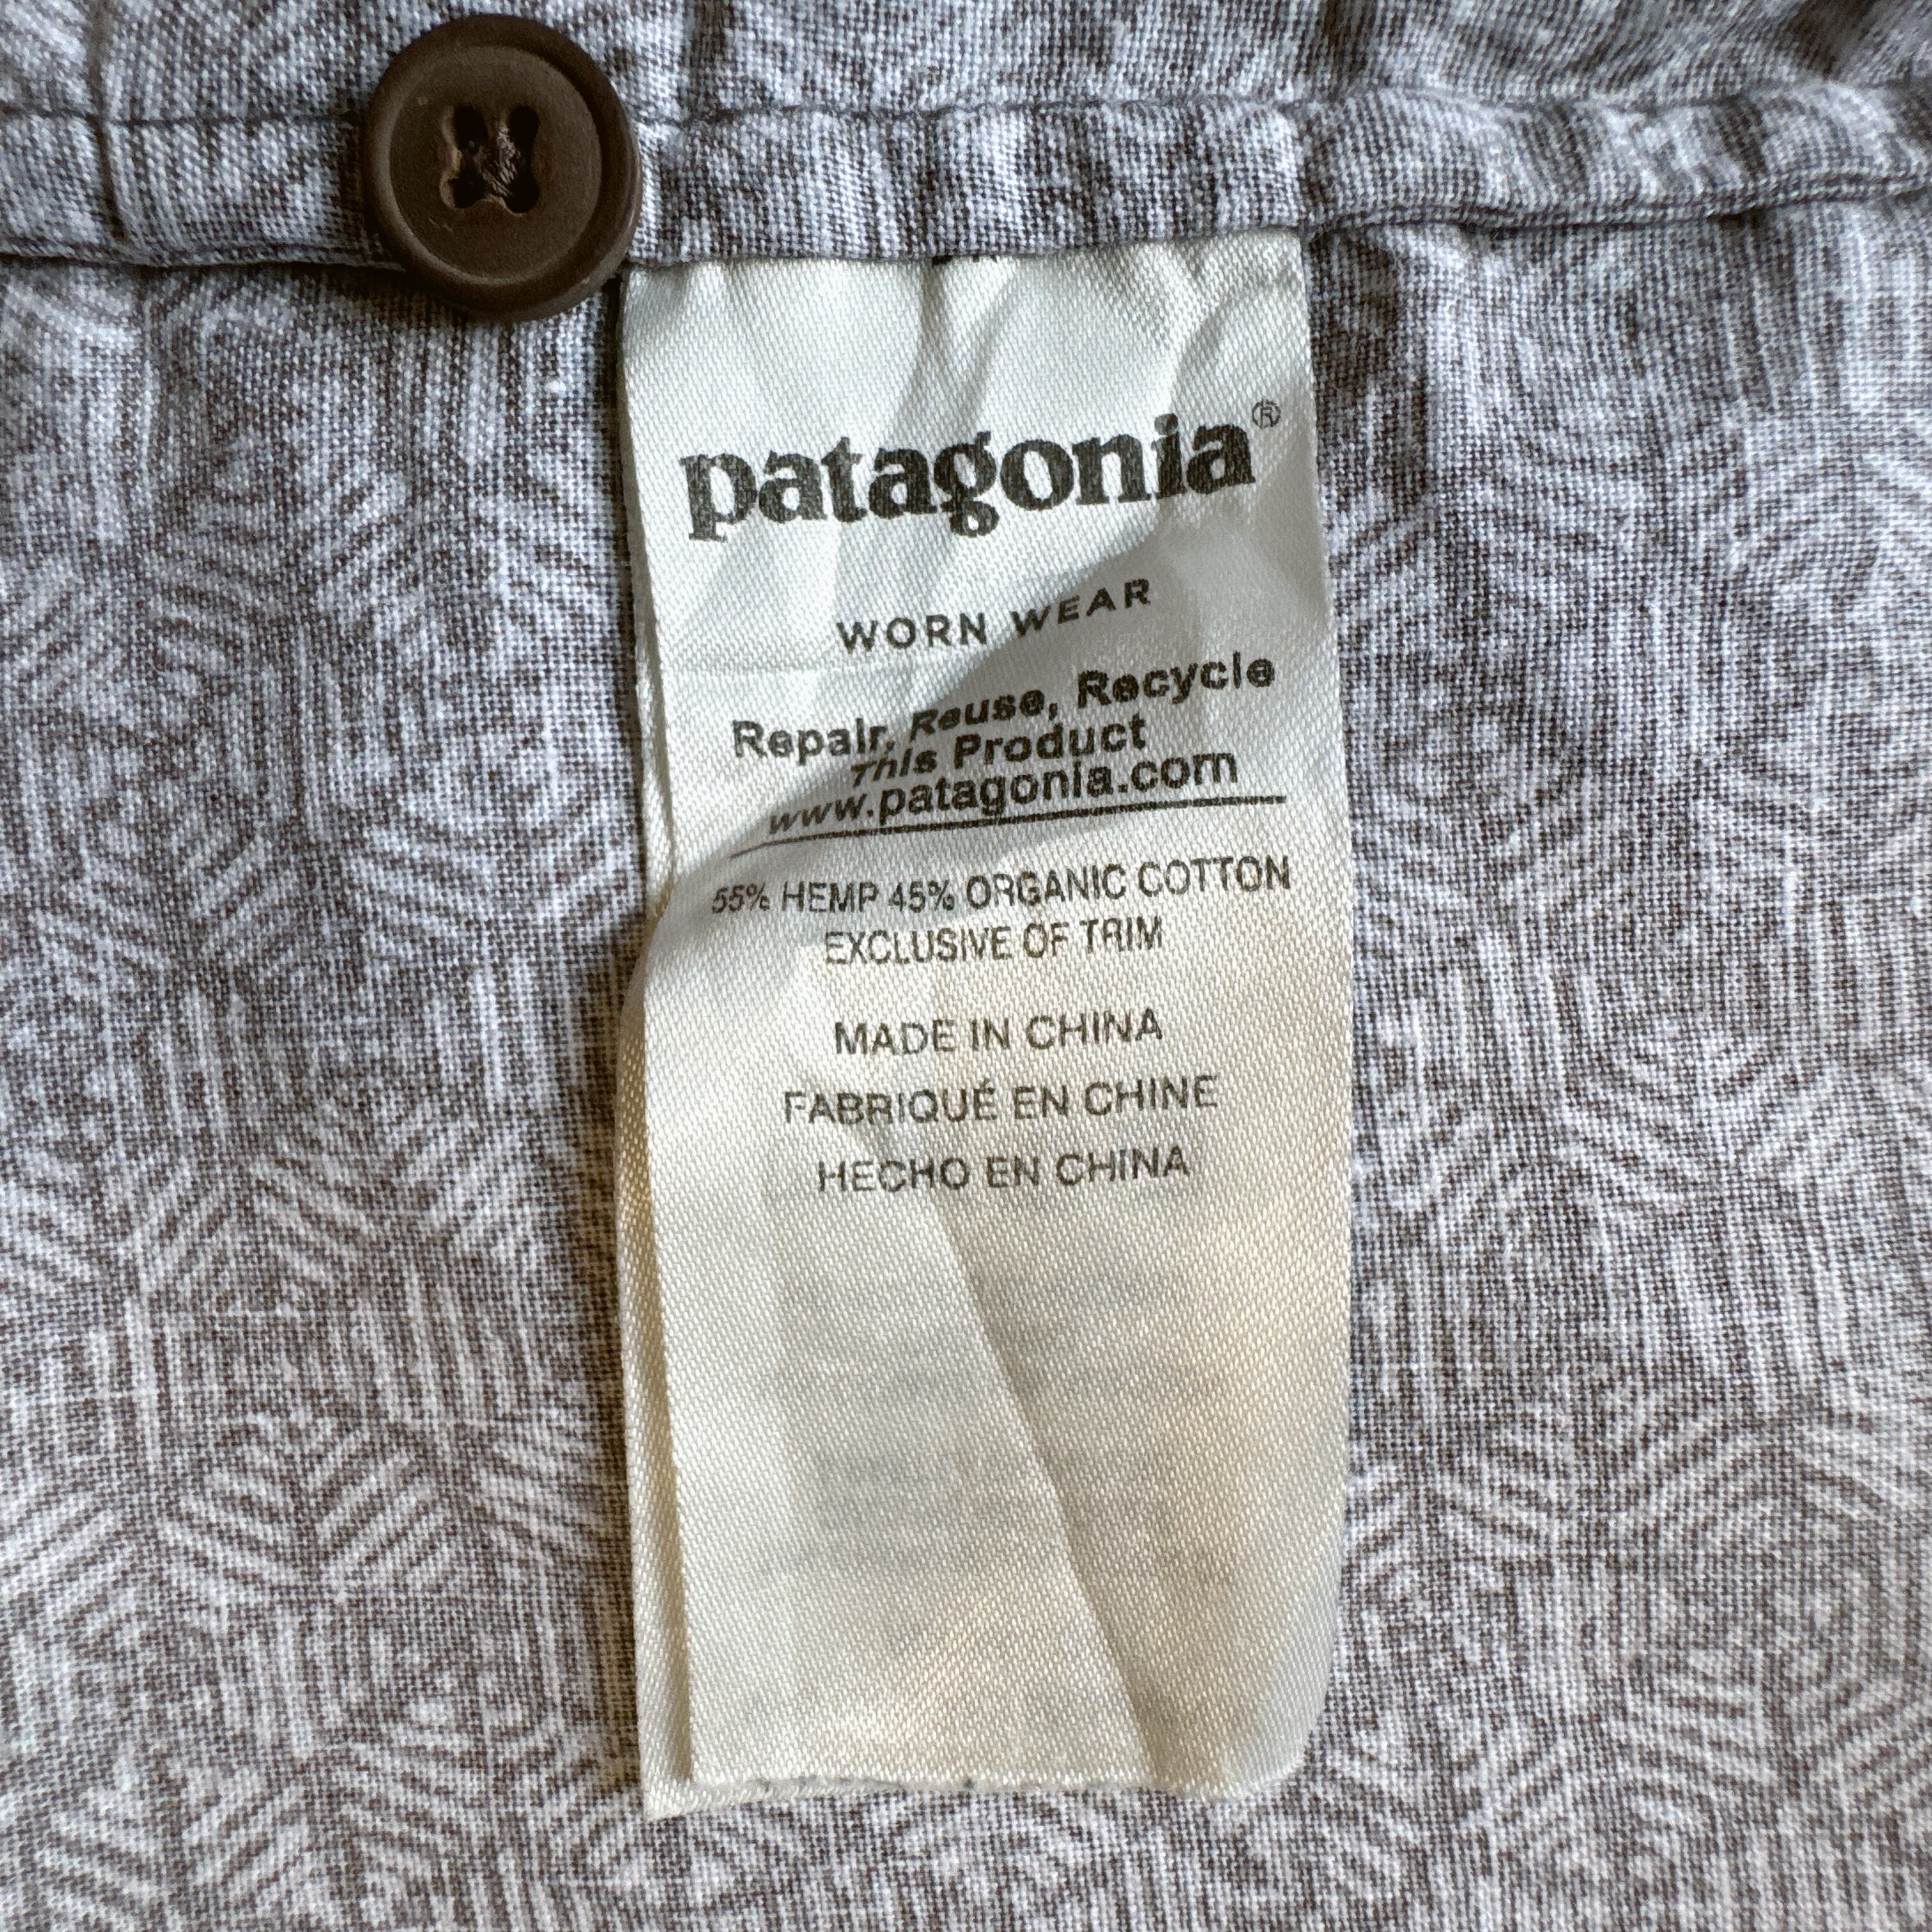 patagonia®
WORN WEAR
Repair, Reuse, Recycle
This Product
www.patagonia.com
55% HEMP 45% ORGANIC COTTON
EXCLUSIVE OF TRIM
MADE IN CHINA
FABRIQUÉ EN CHINE
HECHO EN CHINA